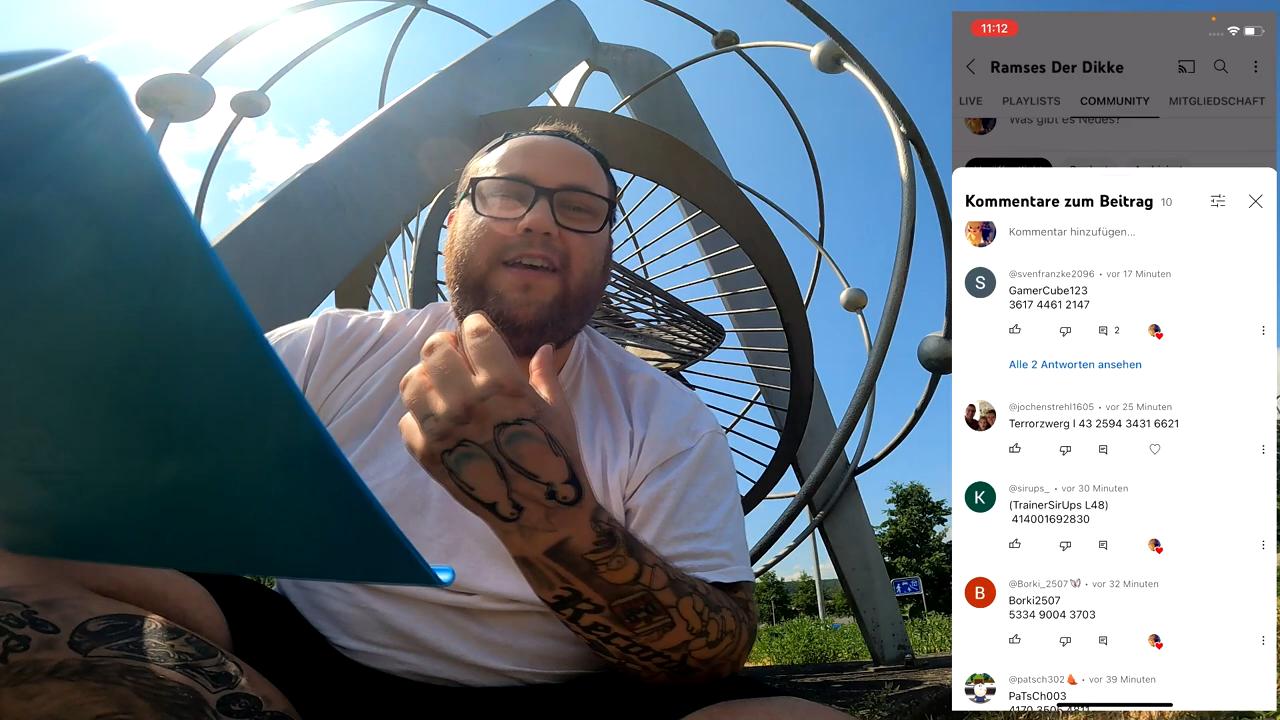 11:12
Ramses Der Dikke
LIVE PLAYLISTS COMMUNITY MITGLIEDSCHAFT
Was gibt es Neues?
Kommentare zum Beitrag 10
Kommentar hinzufügen...
@svenfranzke2096 • vor 17 Minuten
GamerCube123
3617 4461 2147
2
Alle 2 Antworten ansehen
@jochenstrehl1605 • vor 25 Minuten
Terrorzwerg l 43 2594 3431 6621
K
@sirups_ • vor 30 Minuten
(TrainerSirUps L48)
414001692830
B
@Borki_2507 • vor 32 Minuten
Borki2507
5334 9004 3703
@patsch302 • vor 39 Minuten
PaTsCh003
4170 3505 4811
S